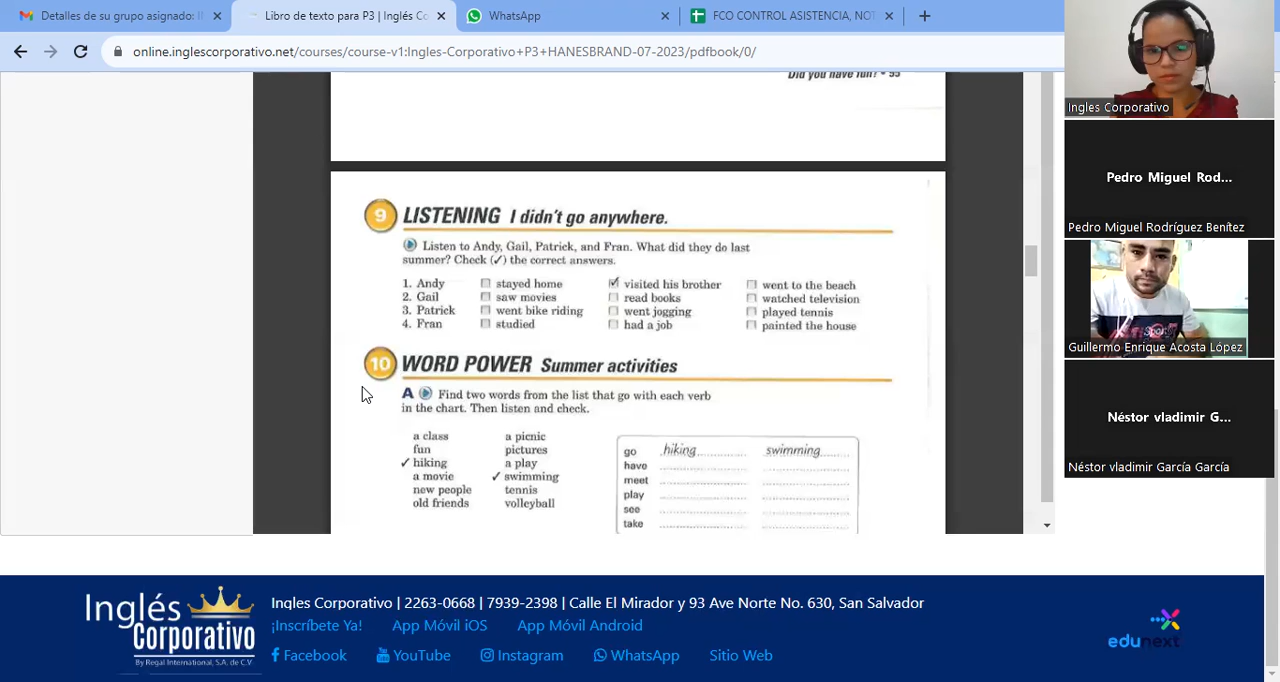 Detalles de su grupo asignado: I
Libro de texto para P3 | Inglés Co
WhatsApp
FCO CONTROL ASISTENCIA, NOT
online.inglescorporativo.net/courses/course-v1:Ingles-Corporativo+P3+HANESBRAND-07-2023/pdfbook/0/
Did you have fun? • 95
9 LISTENING I didn't go anywhere.
Listen to Andy, Gail, Patrick, and Fran. What did they do last
summer? Check (✓) the correct answers.
1. Andy stayed home ✓ visited his brother went to the beach
2. Gail saw movies read books watched television
3. Patrick went bike riding went jogging played tennis
4. Fran studied had a job painted the house
10 WORD POWER Summer activities
A Find two words from the list that go with each verb
in the chart. Then listen and check.
a class a picnic
fun pictures
✓ hiking a play
a movie ✓ swimming
new people tennis
old friends volleyball
go hiking swimming
have
meet
play
see
take
Ingles Corporativo
Pedro Miguel Rod...
Pedro Miguel Rodríguez Benítez
Guillermo Enrique Acosta López
Néstor vladimir G...
Néstor vladimir García García
Inglés
Corporativo
By Regal International, S.A. de C.V.
Ingles Corporativo | 2263-0668 | 7939-2398 | Calle El Mirador y 93 Ave Norte No. 630, San Salvador
¡Inscríbete Ya! App Móvil iOS App Móvil Android
Facebook YouTube Instagram WhatsApp Sitio Web
edunext